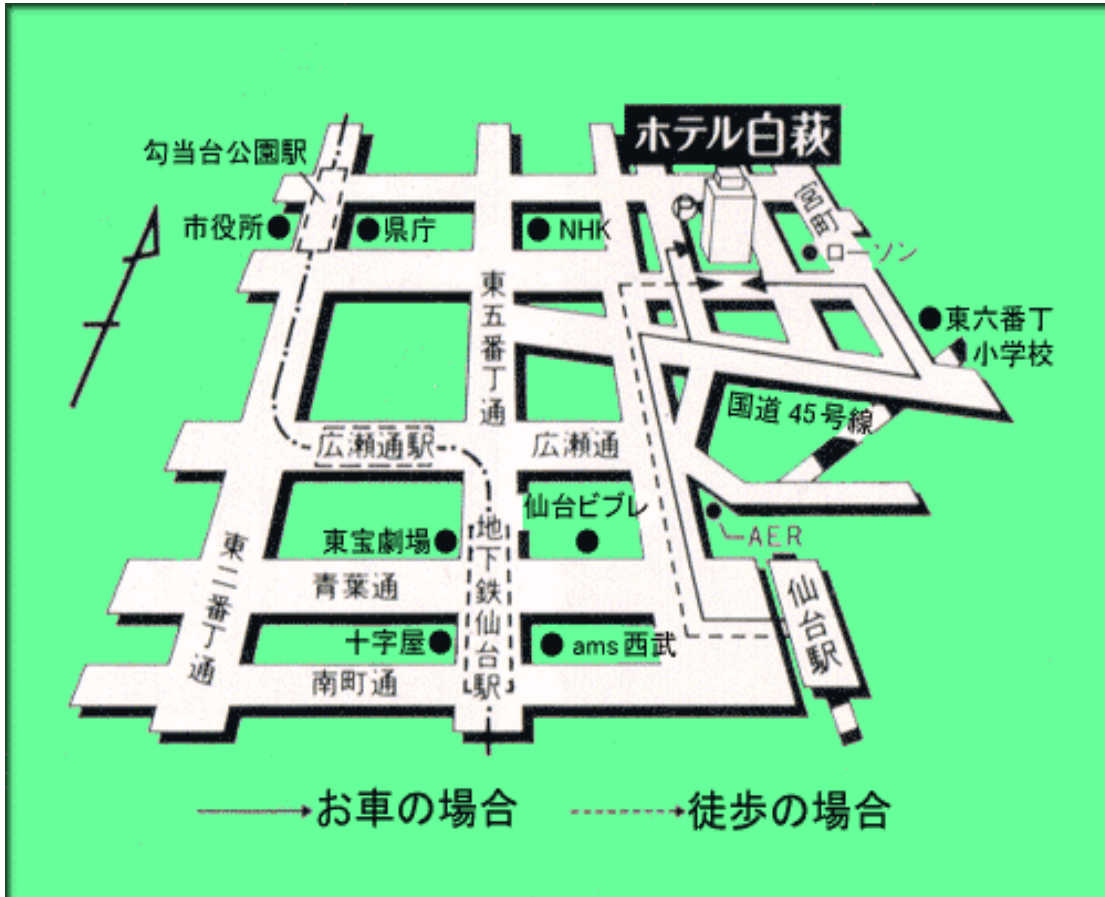 ホテル白萩
勾当台公園駅
市役所
県庁
NHK
P
宮町
ローソン
東五番丁通
東六番丁
小学校
国道45号線
広瀬通駅
広瀬通
仙台ビブレ
東宝劇場
地下鉄仙台駅
AER
東二番丁通
青葉通
仙台駅
十字屋
ams西武
南町通
お車の場合
徒歩の場合